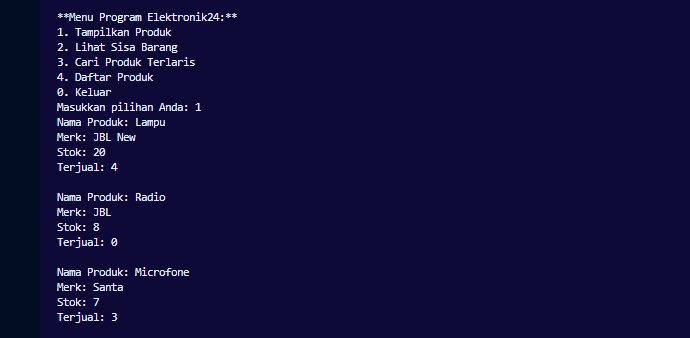 **Menu Program Elektronik24:**
1. Tampilkan Produk
2. Lihat Sisa Barang
3. Cari Produk Terlaris
4. Daftar Produk
0. Keluar
Masukkan pilihan Anda: 1
Nama Produk: Lampu
Merk: JBL New
Stok: 20
Terjual: 4
Nama Produk: Radio
Merk: JBL
Stok: 8
Terjual: 0
Nama Produk: Microfone
Merk: Santa
Stok: 7
Terjual: 3